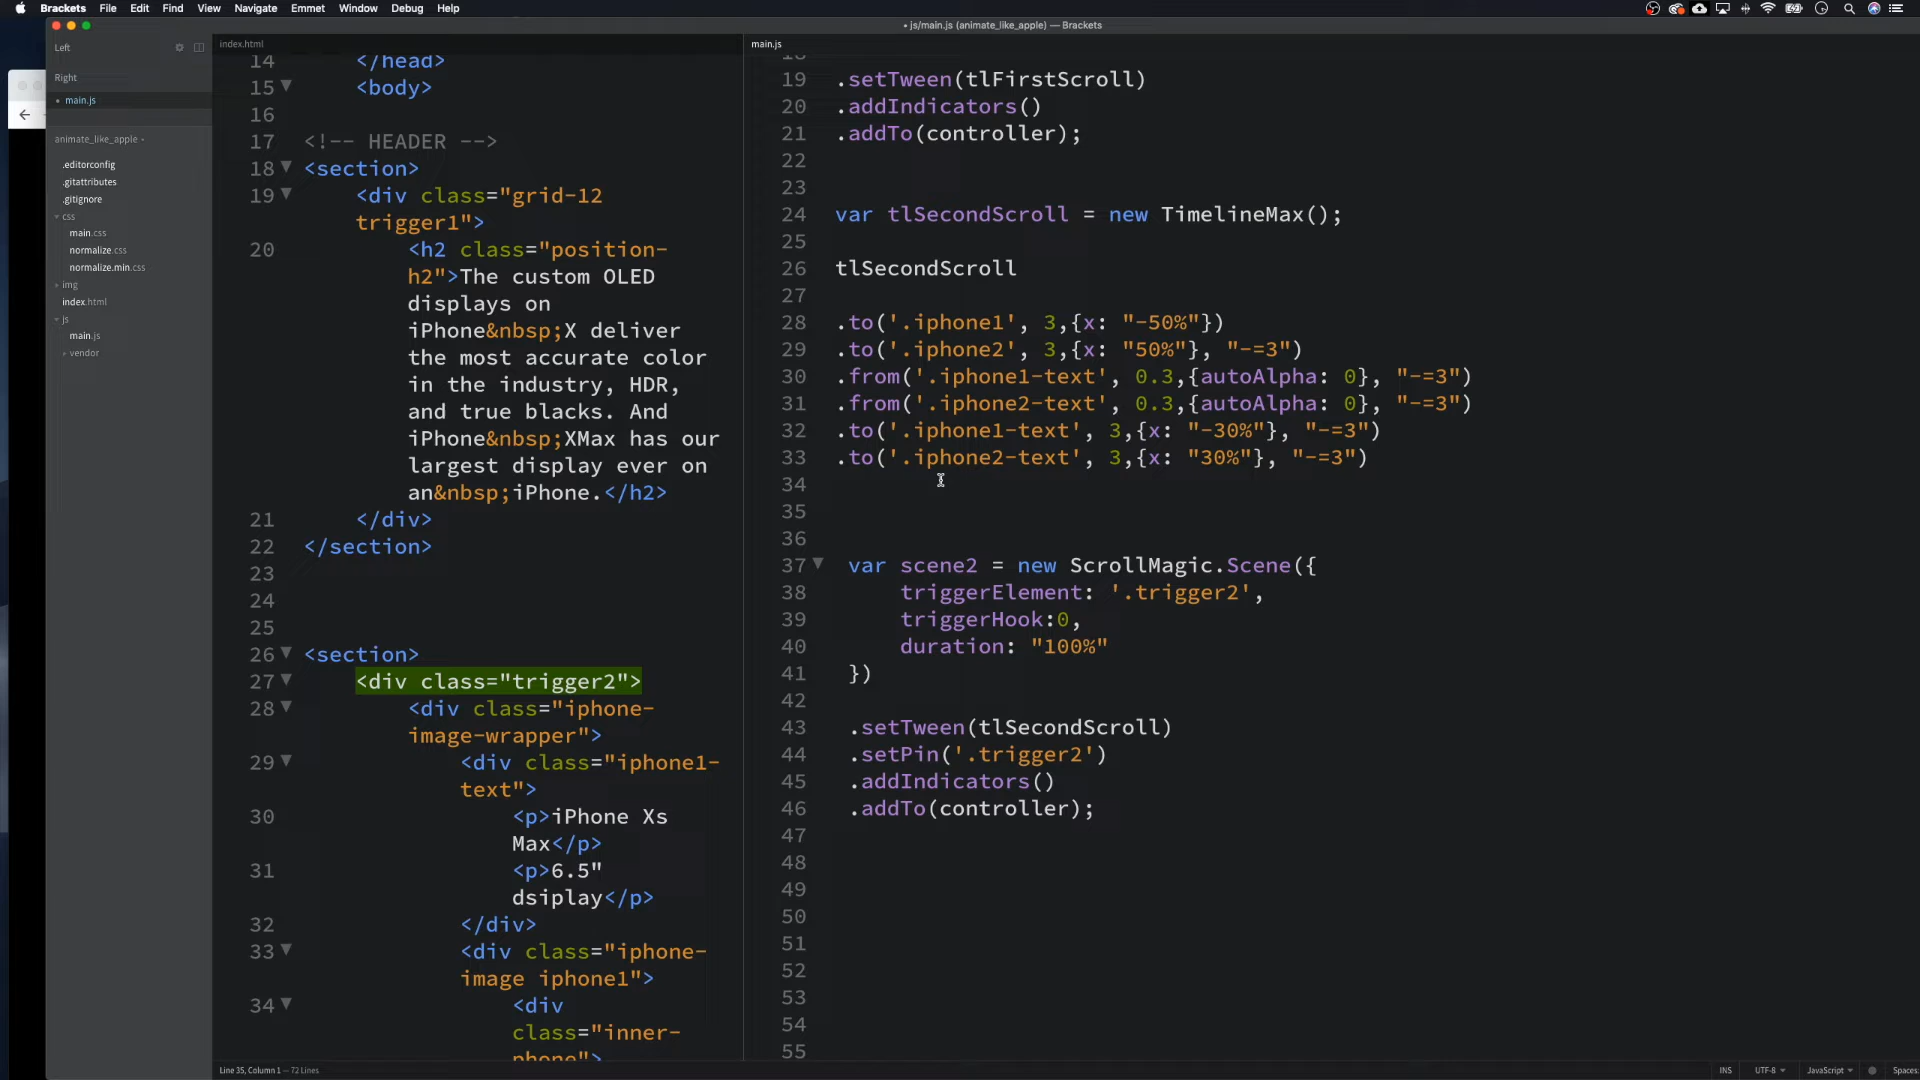 Brackets File Edit Find View Navigate Emmet Window Debug Help
• js/main.js (animate_like_apple) — Brackets
Left
Right
• main.js
animate_like_apple
.editorconfig
.gitattributes
.gitignore
css
main.css
normalize.css
normalize.min.css
img
index.html
js
main.js
vendor
index.html
14 </head>
15 <body>
16
17 <!-- HEADER -->
18 <section>
19 <div class="grid-12
trigger1">
20 <h2 class="position-
h2">The custom OLED
displays on
iPhone&nbsp;X deliver
the most accurate color
in the industry, HDR,
and true blacks. And
iPhone&nbsp;XMax has our
largest display ever on
an&nbsp;iPhone.</h2>
21 </div>
22 </section>
23
24
25
26 <section>
27 <div class="trigger2">
28 <div class="iphone-
image-wrapper">
29 <div class="iphone1-
text">
30 <p>iPhone Xs
Max</p>
31 <p>6.5"
dsiplay</p>
32 </div>
33 <div class="iphone-
image iphone1">
34 <div
class="inner-
phone">
main.js
18
19 .setTween(tlFirstScroll)
20 .addIndicators()
21 .addTo(controller);
22
23
24 var tlSecondScroll = new TimelineMax();
25
26 tlSecondScroll
27
28 .to('.iphone1', 3,{x: "-50%"})
29 .to('.iphone2', 3,{x: "50%"}, "-=3")
30 .from('.iphone1-text', 0.3,{autoAlpha: 0}, "-=3")
31 .from('.iphone2-text', 0.3,{autoAlpha: 0}, "-=3")
32 .to('.iphone1-text', 3,{x: "-30%"}, "-=3")
33 .to('.iphone2-text', 3,{x: "30%"}, "-=3")
34
35
36
37 var scene2 = new ScrollMagic.Scene({
38 triggerElement: '.trigger2',
39 triggerHook:0,
40 duration: "100%"
41 })
42
43 .setTween(tlSecondScroll)
44 .setPin('.trigger2')
45 .addIndicators()
46 .addTo(controller);
47
48
49
50
51
52
53
54
55
Line 35, Column 1 — 72 Lines
INS UTF-8 JavaScript Spaces: